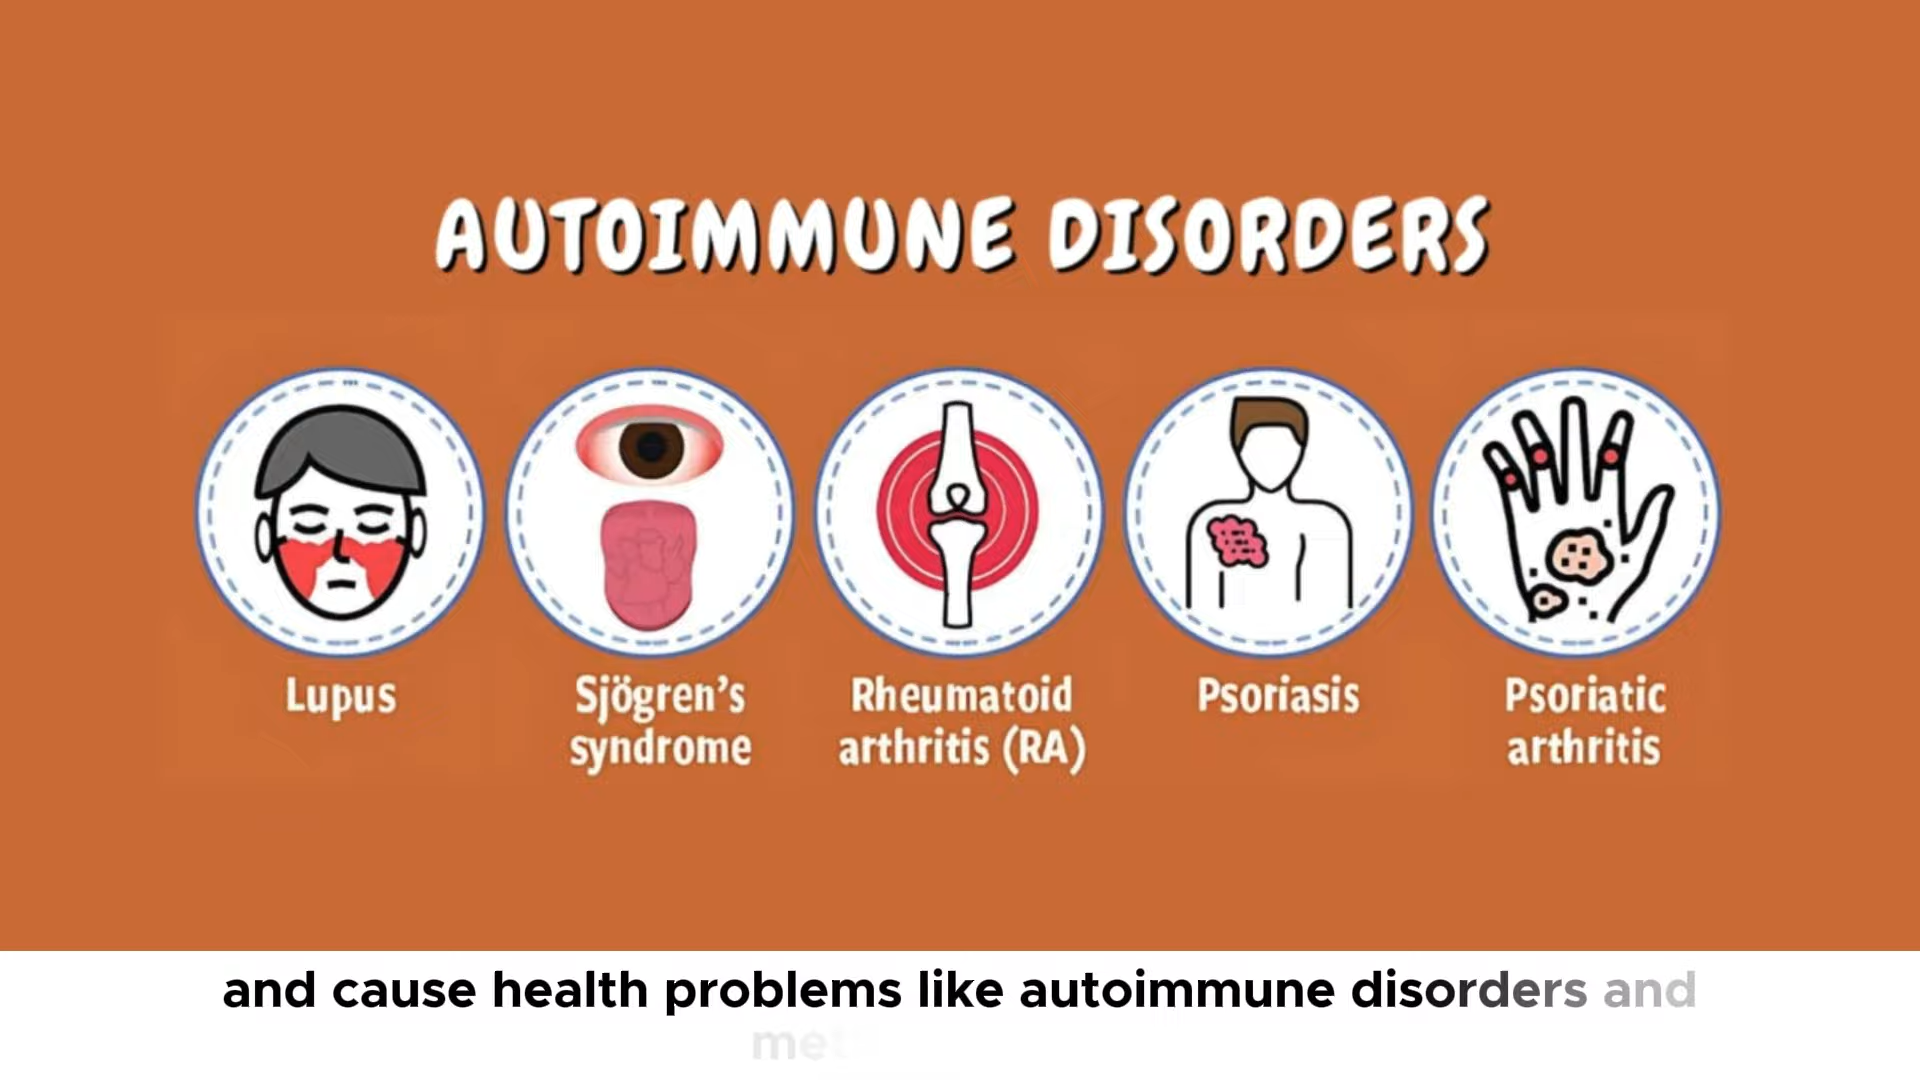 AUTOIMMUNE DISORDERS
Lupus
Sjögren's
syndrome
Rheumatoid
arthritis (RA)
Psoriasis
Psoriatic
arthritis
and cause health problems like autoimmune disorders and